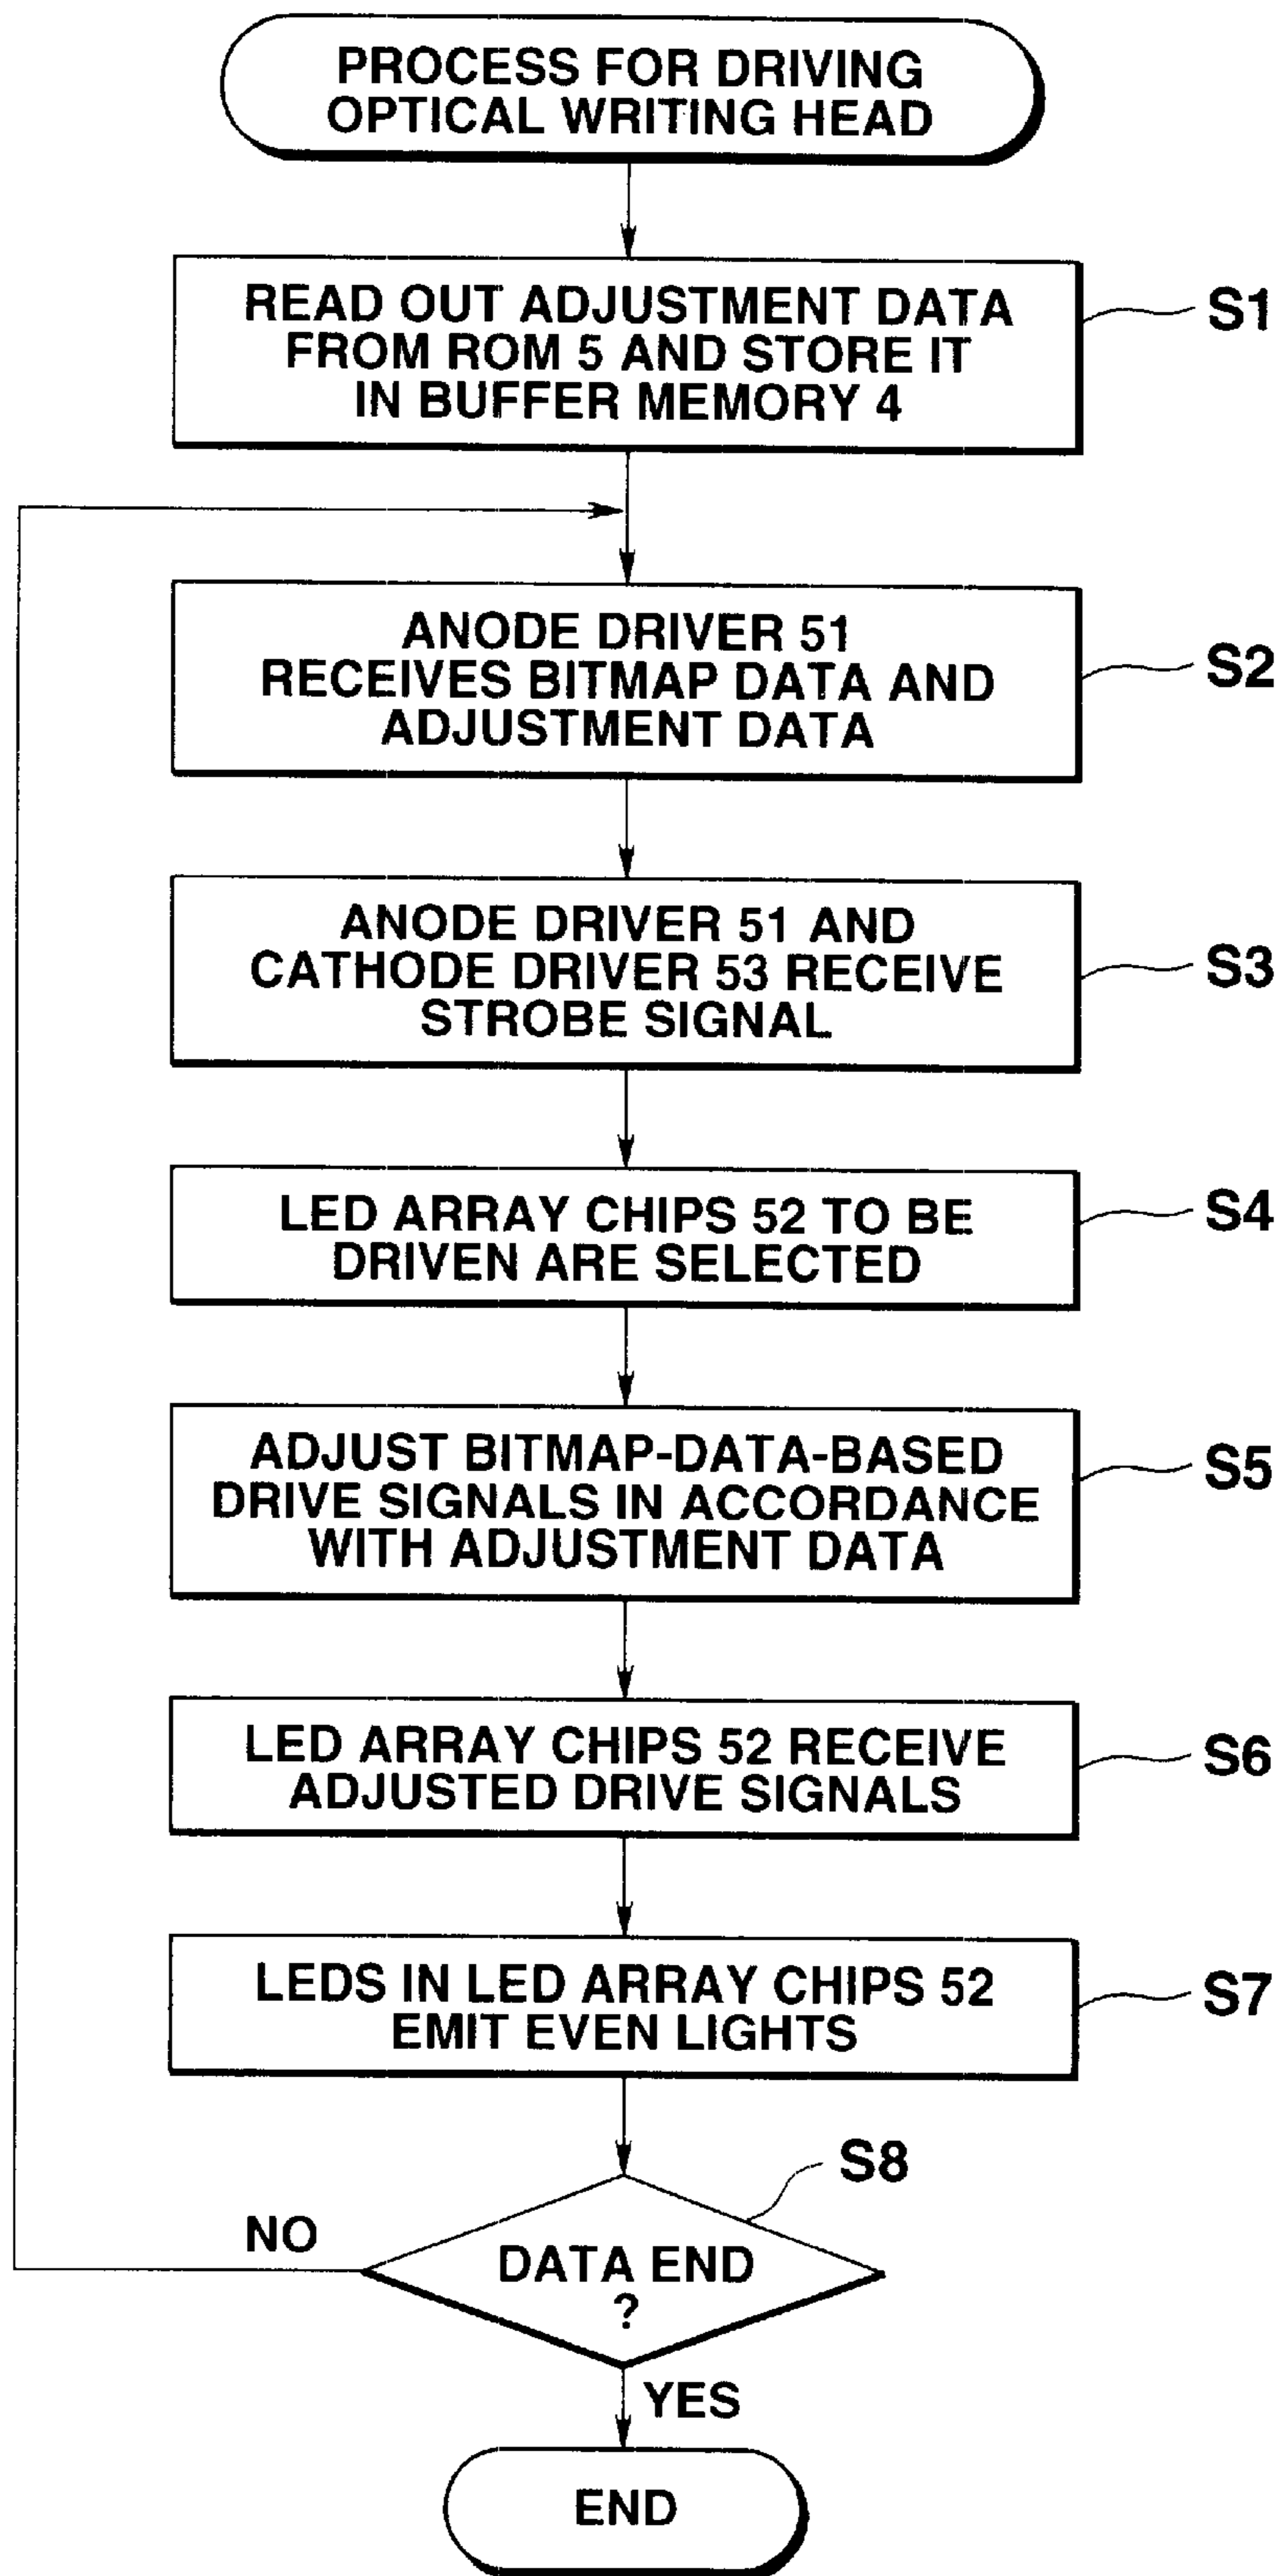 PROCESS FOR DRIVING
OPTICAL WRITING HEAD
READ OUT ADJUSTMENT DATA
FROM ROM 5 AND STORE IT
IN BUFFER MEMORY 4
S1
ANODE DRIVER 51
RECEIVES BITMAP DATA AND
ADJUSTMENT DATA
S2
ANODE DRIVER 51 AND
CATHODE DRIVER 53 RECEIVE
STROBE SIGNAL
S3
LED ARRAY CHIPS 52 TO BE
DRIVEN ARE SELECTED
S4
ADJUST BITMAP-DATA-BASED
DRIVE SIGNALS IN ACCORDANCE
WITH ADJUSTMENT DATA
S5
LED ARRAY CHIPS 52 RECEIVE
ADJUSTED DRIVE SIGNALS
S6
LEDS IN LED ARRAY CHIPS 52
EMIT EVEN LIGHTS
S7
S8
NO
DATA END
?
YES
END